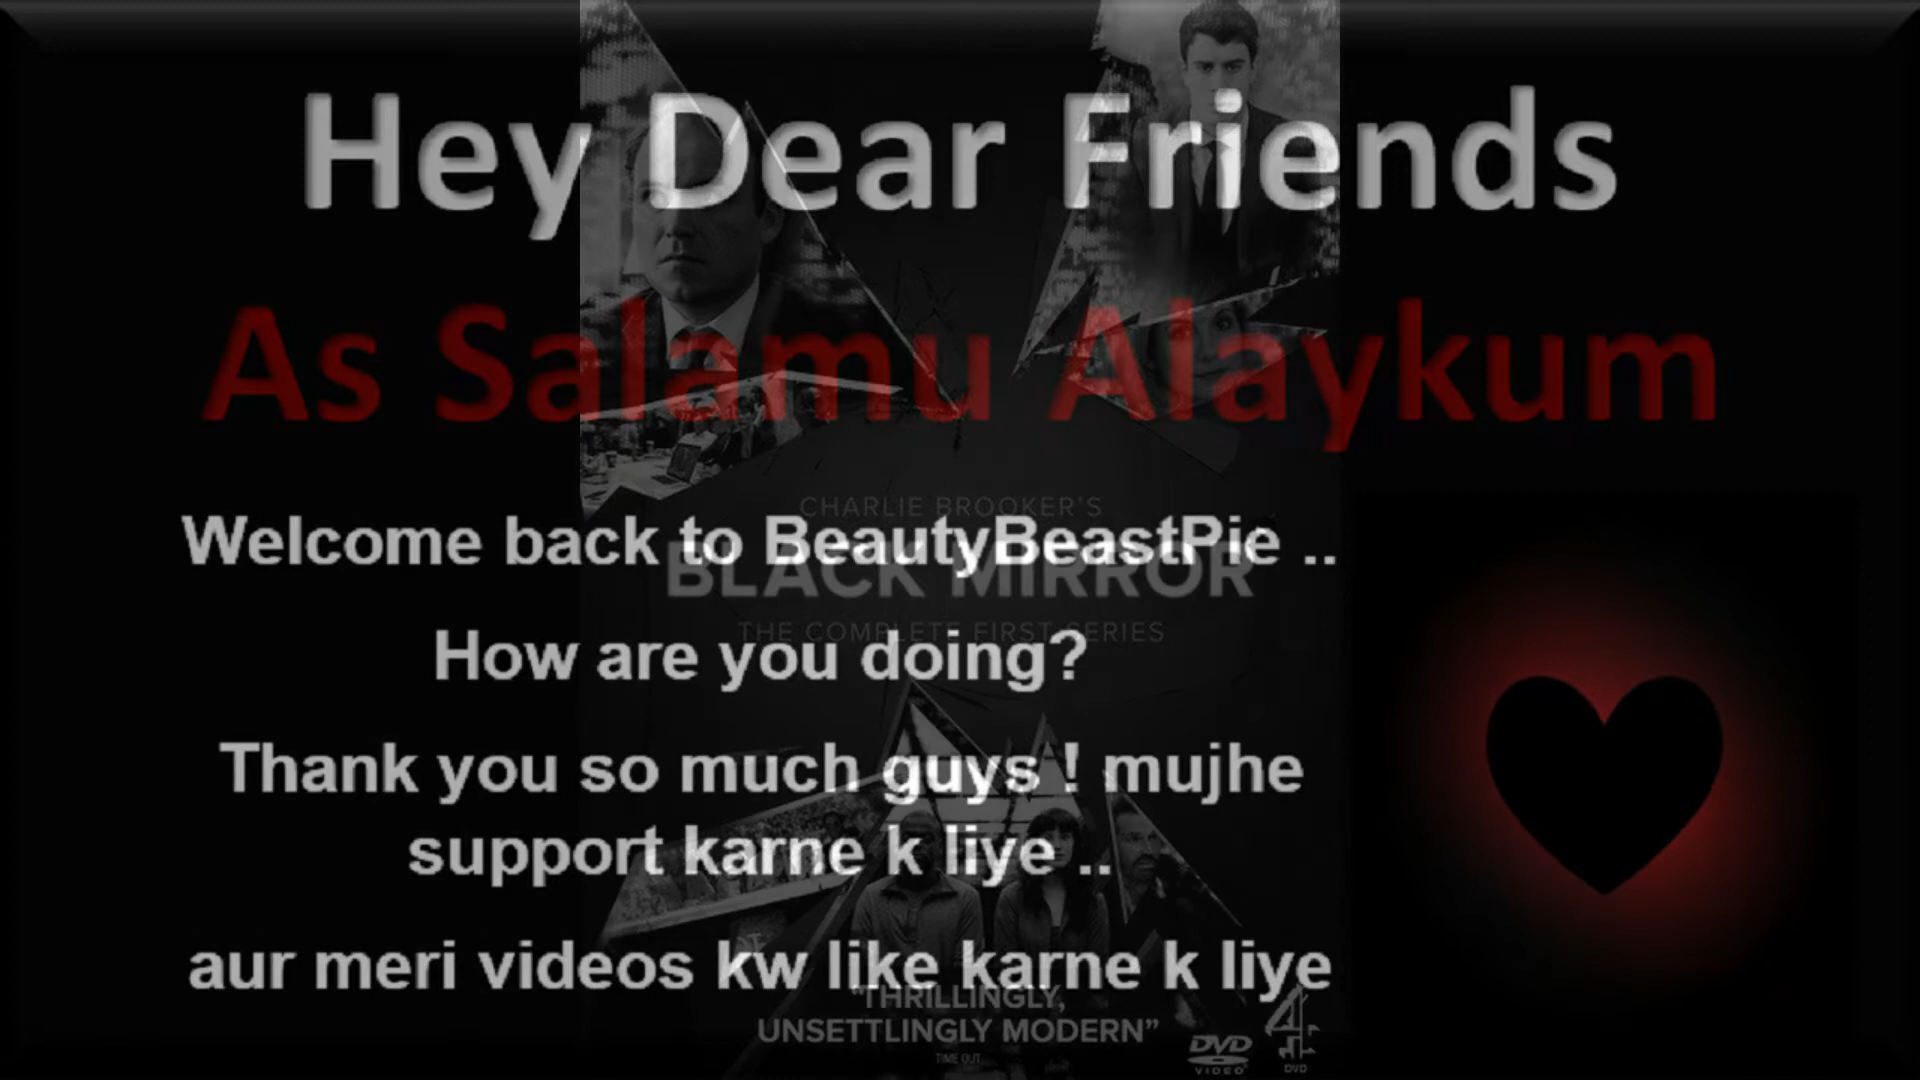 Hey Dear Friends
As Salamu Alaykum
CHARLIE BROOKER'S
Welcome back to BeautyBeastPie ..
BLACK MIRROR
THE COMPLETE FIRST SERIES
How are you doing?
Thank you so much guys ! mujhe
support karne k liye ..
aur meri videos kw like karne k liye
"THRILLINGLY,
UNSETTLINGLY MODERN"
TIME OUT
DVD
VIDEO
4
DVD